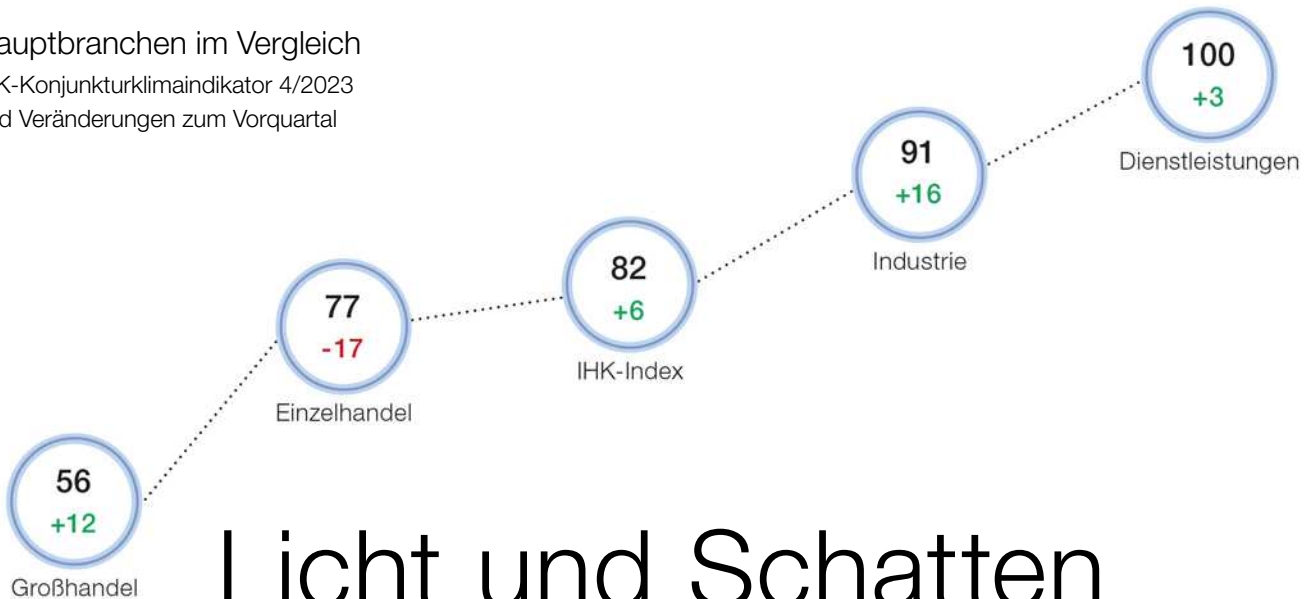 auptbranchen im Vergleich
K-Konjunkturklimaindikator 4/2023
d Veränderungen zum Vorquartal
100
+3
Dienstleistungen
91
+16
Industrie
82
+6
IHK-Index
77
-17
Einzelhandel
56
+12
Großhandel
Licht und Schatten